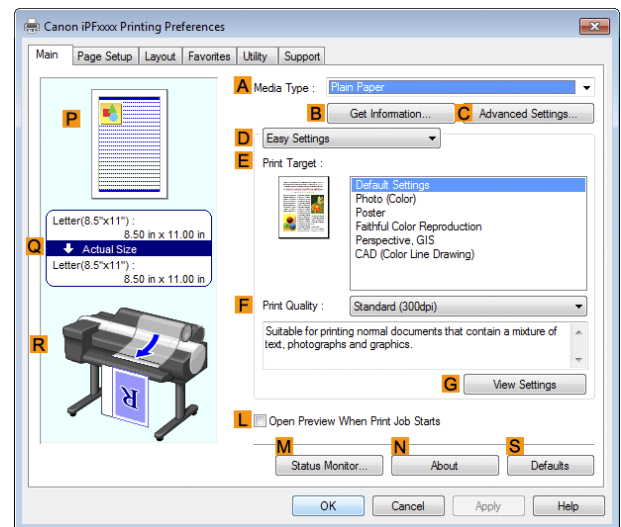 Canon iPFxxxx Printing Preferences
Main Page Setup Layout Favorites Utility Support
A Media Type : Plain Paper
B Get Information... C Advanced Settings...
D Easy Settings
E Print Target :
Default Settings
Photo (Color)
Poster
Faithful Color Reproduction
Perspective, GIS
CAD (Color Line Drawing)
F Print Quality : Standard (300dpi)
Suitable for printing normal documents that contain a mixture of
text, photographs and graphics.
G View Settings
P
Letter(8.5"x11") :
8.50 in x 11.00 in
Q Actual Size
Letter(8.5"x11") :
8.50 in x 11.00 in
R
R
L Open Preview When Print Job Starts
M Status Monitor... N About S Defaults
OK Cancel Apply Help